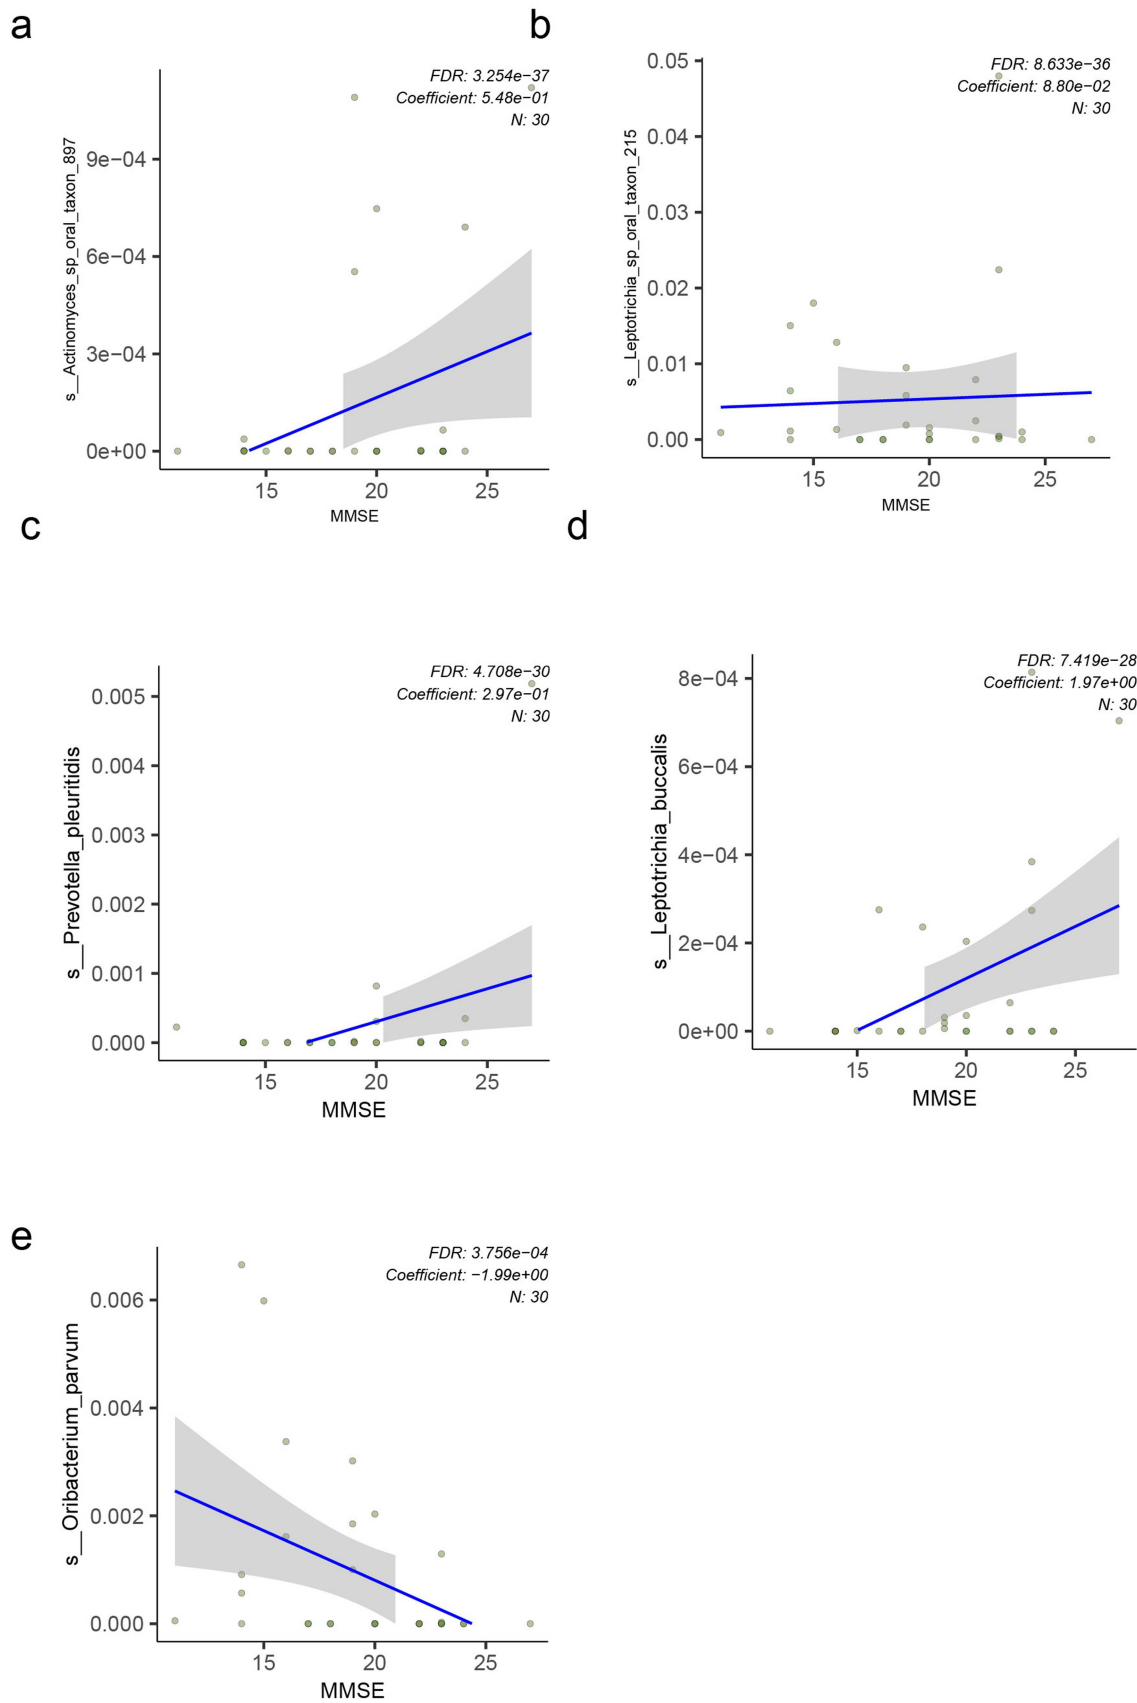 a
FDR: 3.254e−37
Coefficient: 5.48e−01
N: 30
s__Actinomyces_sp_oral_taxon_897
9e−04
6e−04
3e−04
0e+00
15 20 25
MMSE
b
FDR: 8.633e−36
Coefficient: 8.80e−02
N: 30
s__Leptotrichia_sp_oral_taxon_215
0.05
0.04
0.03
0.02
0.01
0.00
15 20 25
MMSE
c
FDR: 4.708e−30
Coefficient: 2.97e−01
N: 30
s__Prevotella_pleuritidis
0.005
0.004
0.003
0.002
0.001
0.000
15 20 25
MMSE
d
FDR: 7.419e−28
Coefficient: 1.97e+00
N: 30
s__Leptotrichia_buccalis
8e−04
6e−04
4e−04
2e−04
0e+00
15 20 25
MMSE
e
FDR: 3.756e−04
Coefficient: −1.99e+00
N: 30
s__Oribacterium_parvum
0.006
0.004
0.002
0.000
15 20 25
MMSE